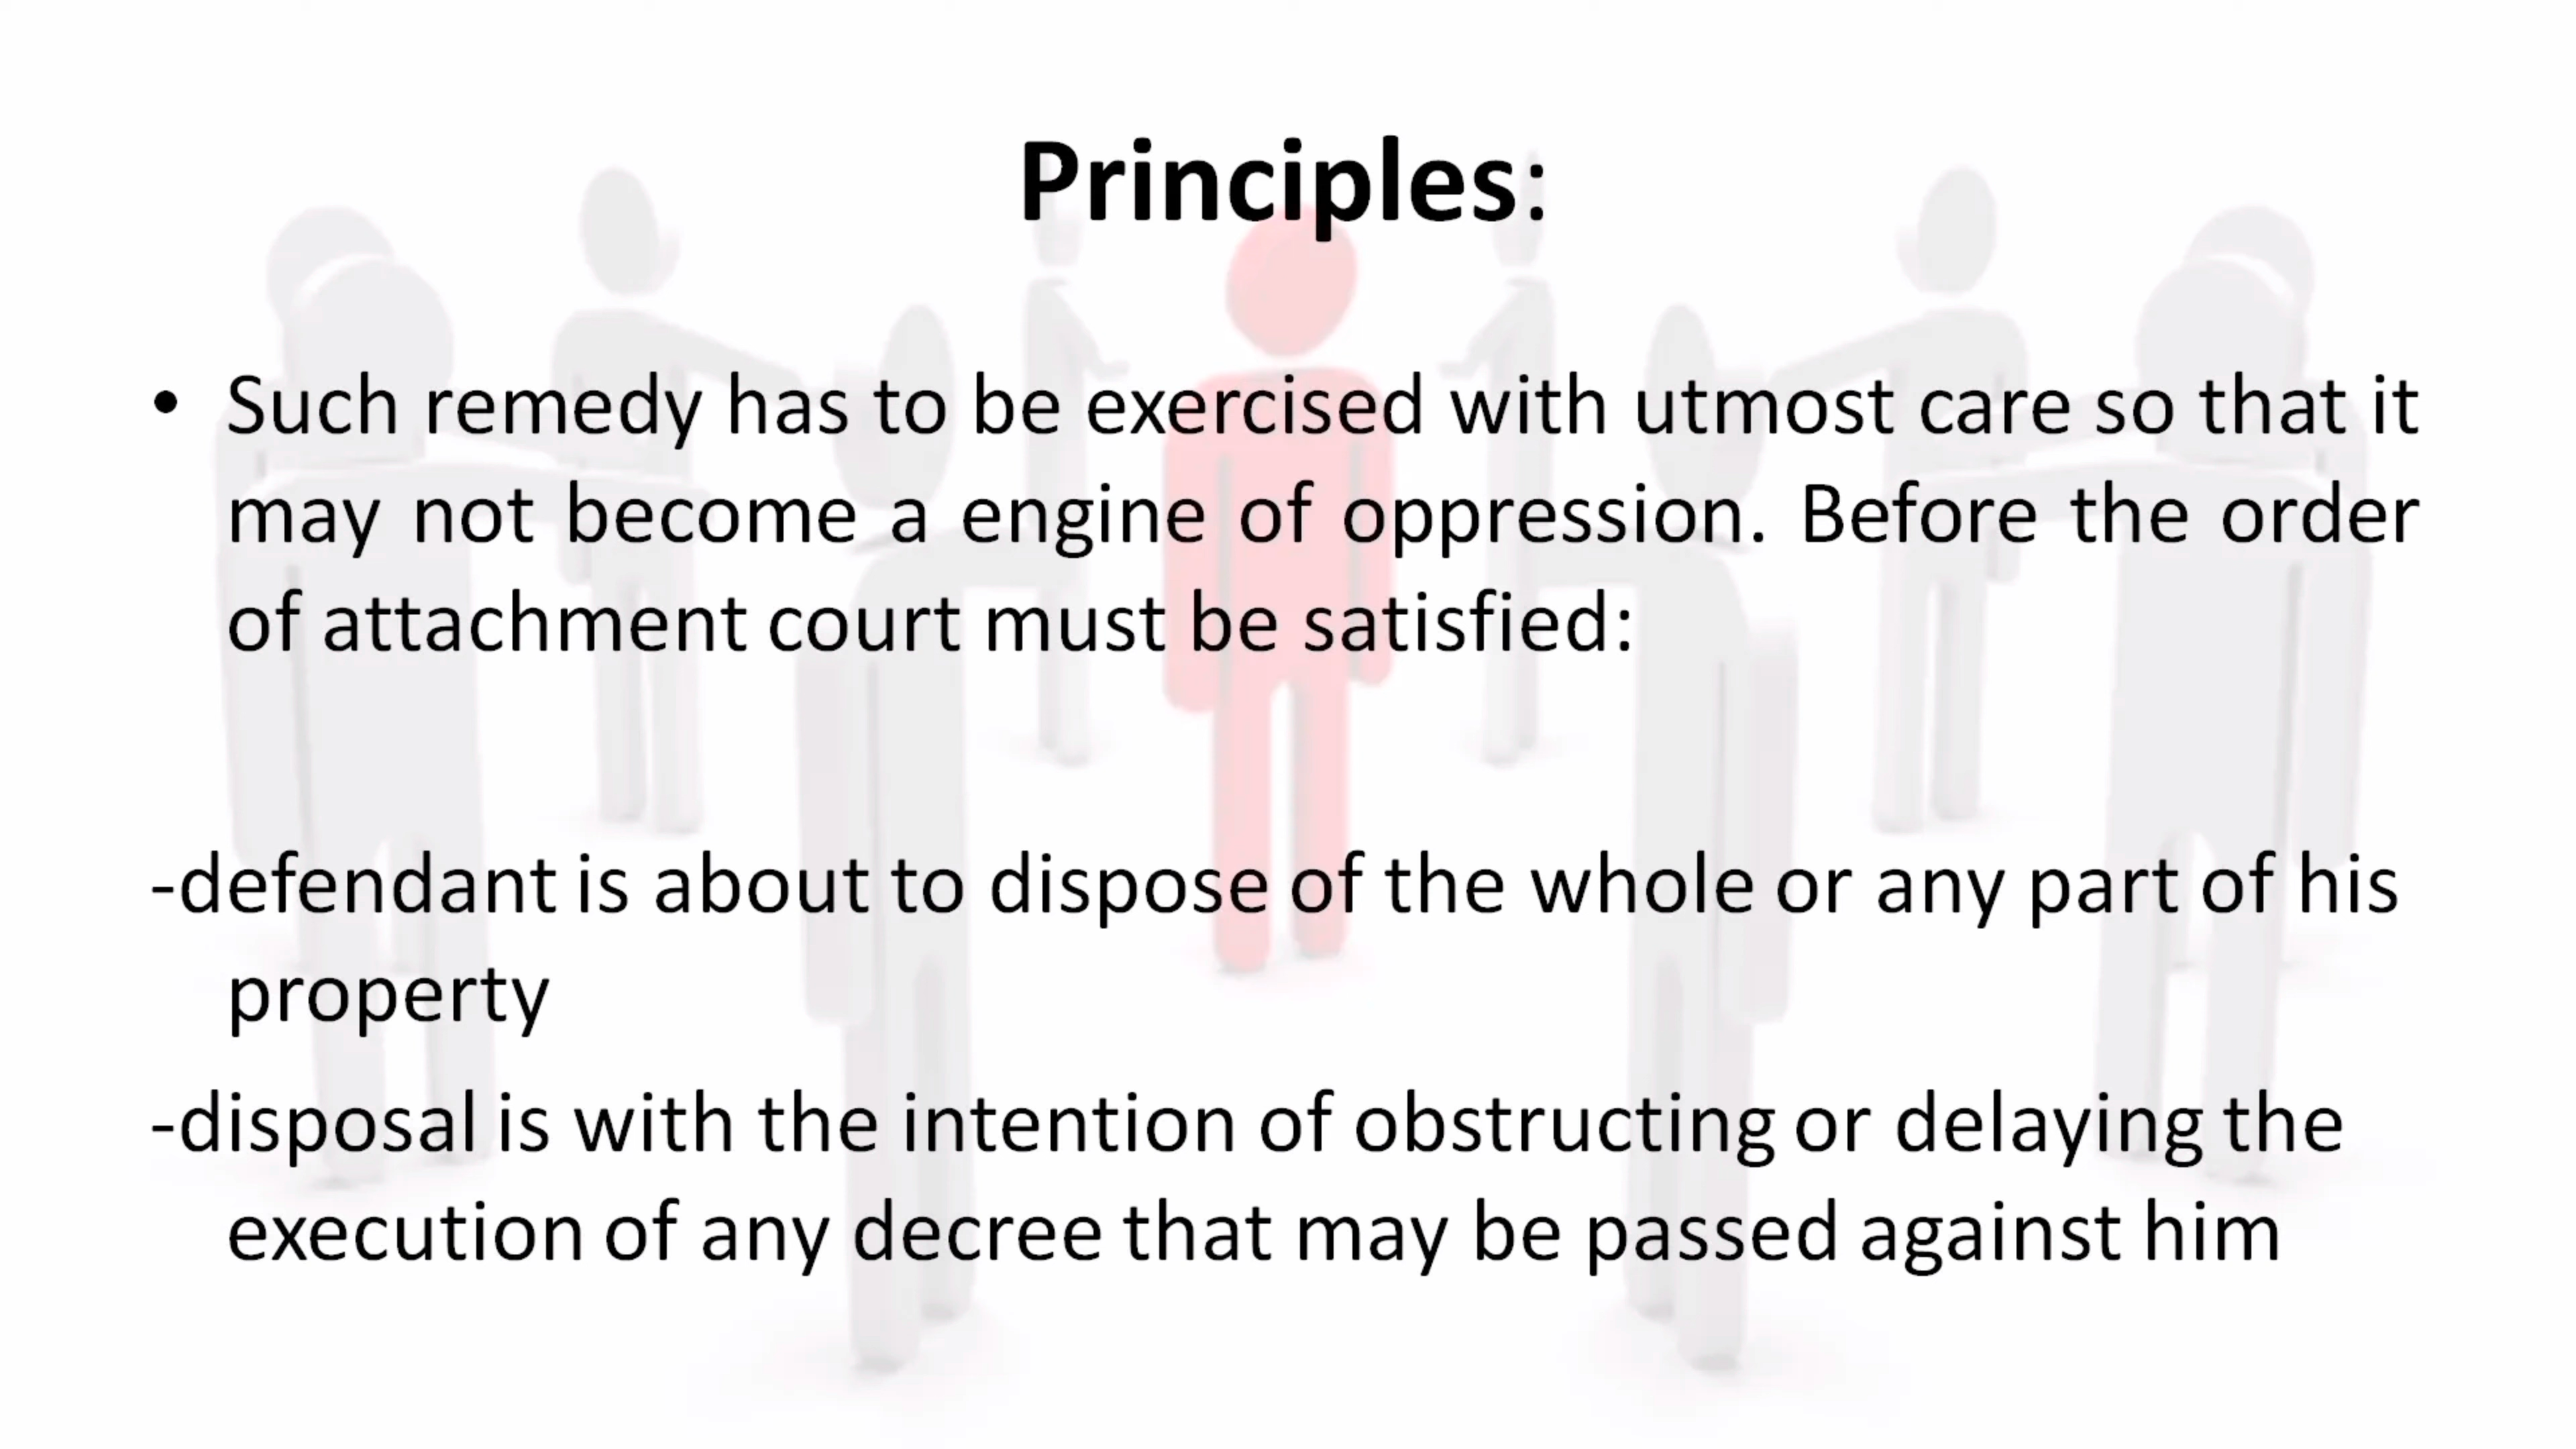 Principles:
• Such remedy has to be exercised with utmost care so that it
may not become a engine of oppression. Before the order
of attachment court must be satisfied:
-defendant is about to dispose of the whole or any part of his
property
-disposal is with the intention of obstructing or delaying the
execution of any decree that may be passed against him